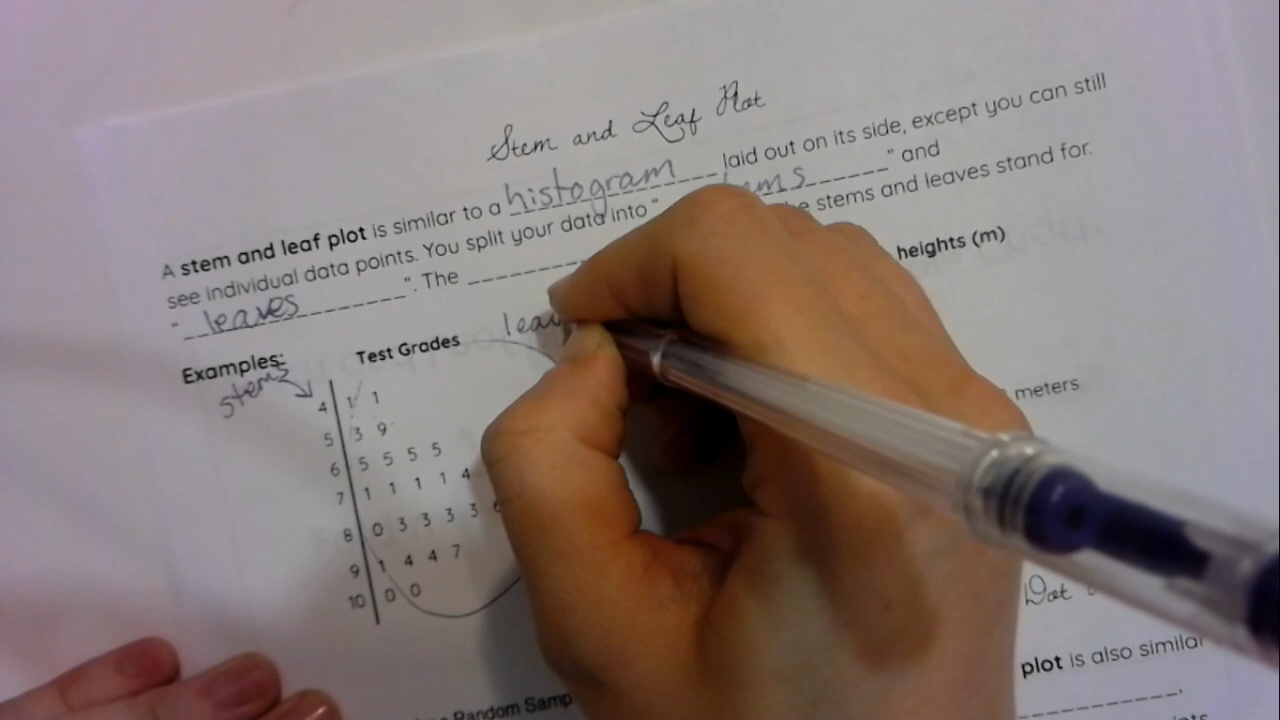 Stem and Leaf Plot
A stem and leaf plot is similar to a histogram laid out on its side, except you can still
see individual data points. You split your data into " " and
" leaves ". The stems and leaves stand for.
Examples: Test Grades heights (m)
stems
4 1 1
5 3 9
6 5 5 5 5
7 1 1 1 1 4
meters
8 0 3 3 3 3
9 1 4 4 7
10 0 0
plot is also similar
Random